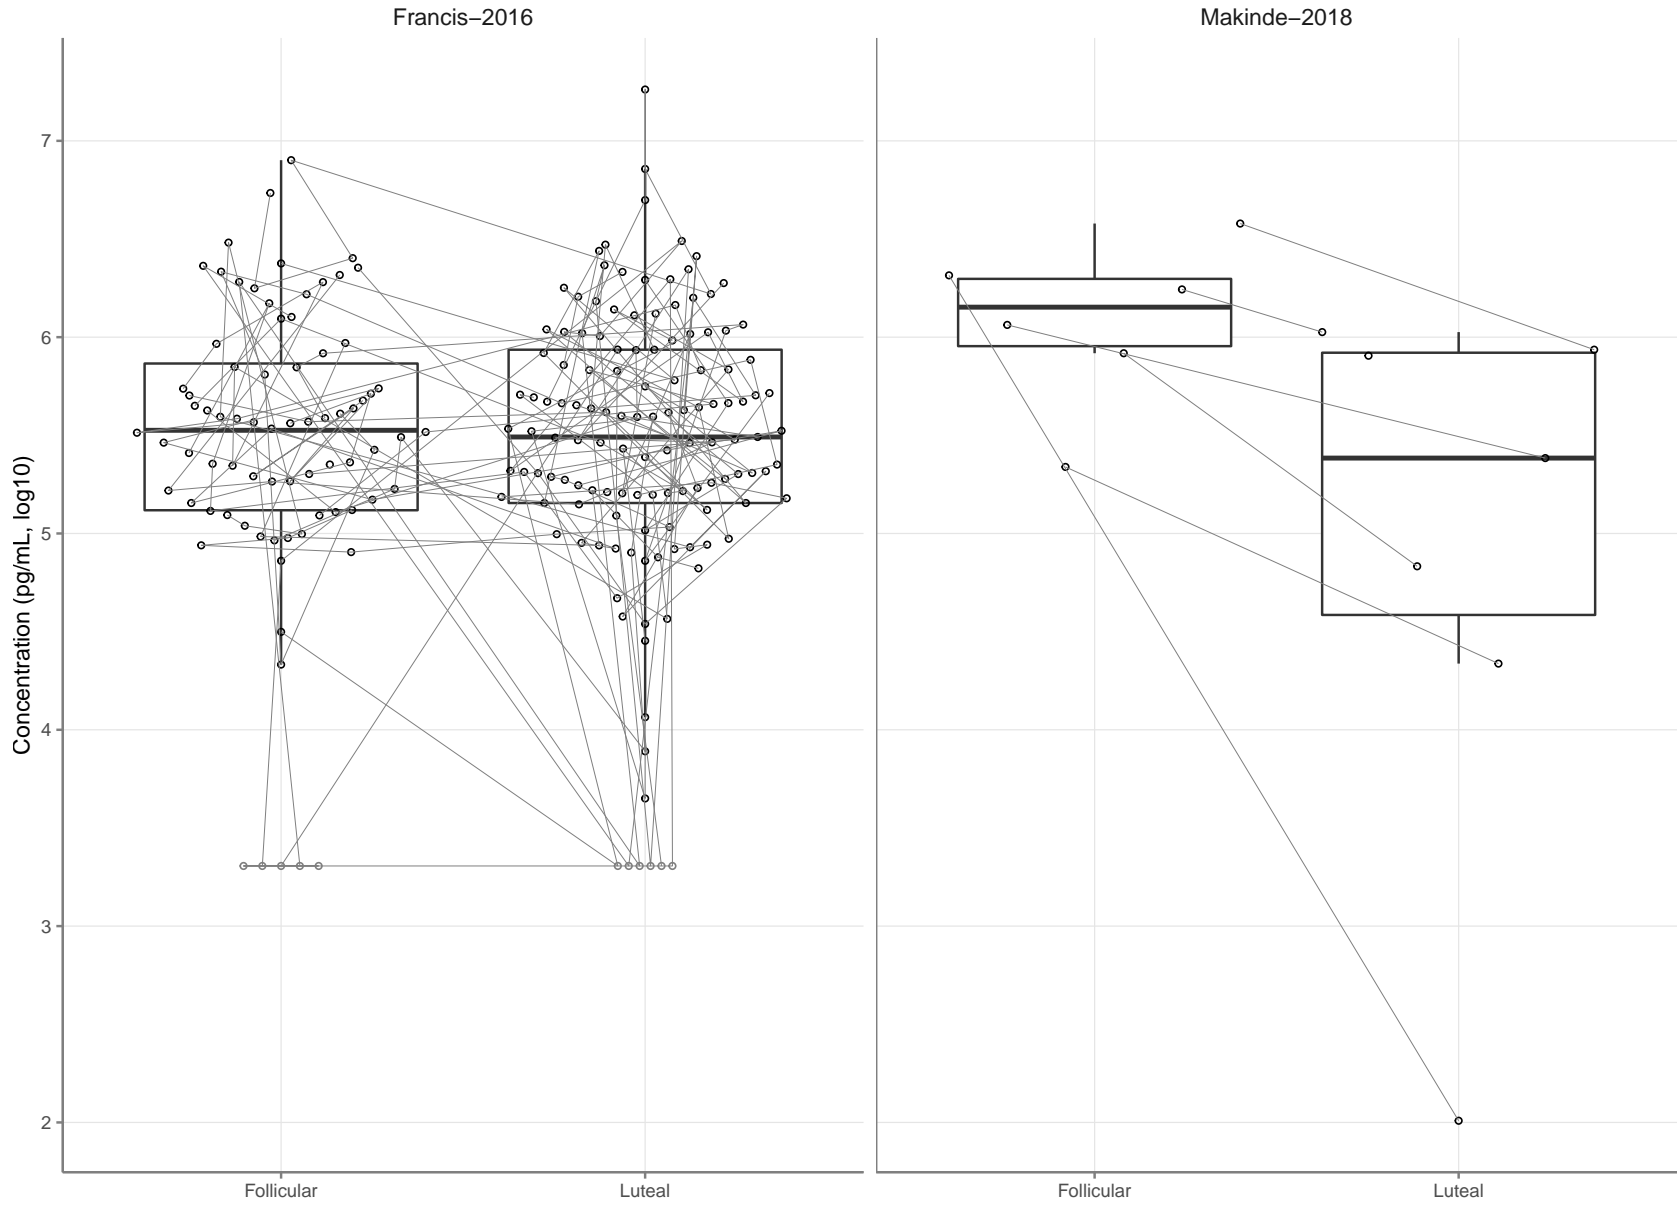 Francis−2016
Makinde−2018
7
6
5
4
3
2
Concentration (pg/mL, log10)
Follicular
Luteal
Follicular
Luteal